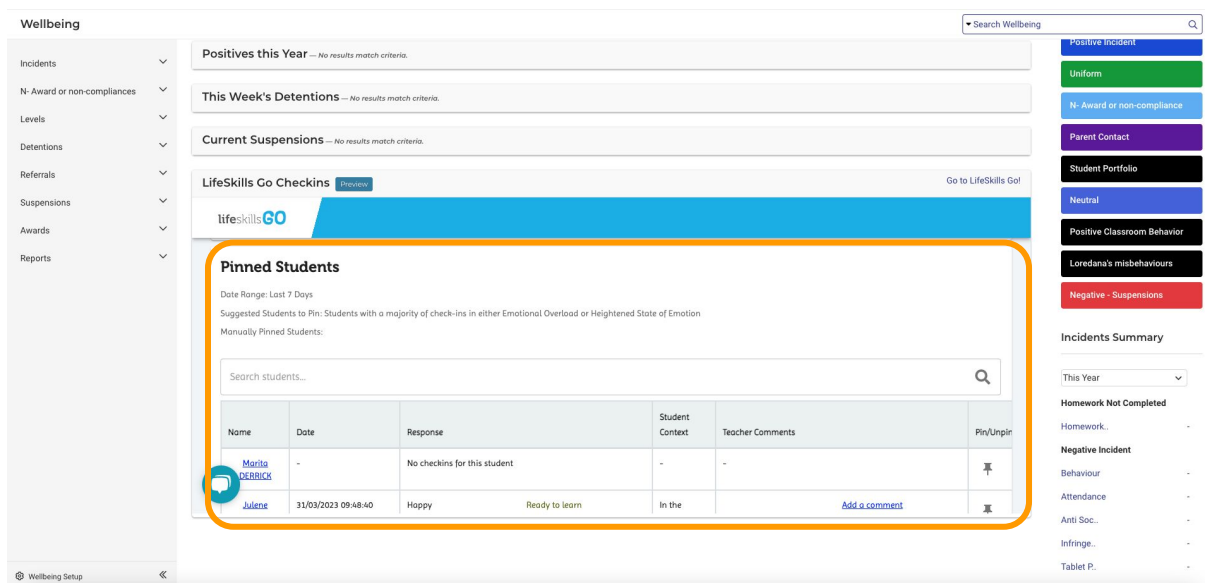 Wellbeing
Search Wellbeing
Incidents
N- Award or non-compliances
Levels
Detentions
Referrals
Suspensions
Awards
Reports
Wellbeing Setup
Positives this Year — No results match criteria.
This Week's Detentions — No results match criteria.
Current Suspensions — No results match criteria.
LifeSkills Go Checkins Preview
Go to LifeSkills Go!
lifeskills GO
Pinned Students
Date Range: Last 7 Days
Suggested Students to Pin: Students with a majority of check-ins in either Emotional Overload or Heightened State of Emotion
Manually Pinned Students:
Search students...
Name Date Response Student Context Teacher Comments Pin/Unpin
Marita - No checkins for this student - -
DERRICK
Julene 31/03/2023 09:48:40 Happy Ready to learn In the Add a comment
Positive Incident
Uniform
N- Award or non-compliance
Parent Contact
Student Portfolio
Neutral
Positive Classroom Behavior
Loredana's misbehaviours
Negative - Suspensions
Incidents Summary
This Year
Homework Not Completed
Homework.. -
Negative Incident
Behaviour -
Attendance -
Anti Soc.. -
Infringe.. -
Tablet P.. -